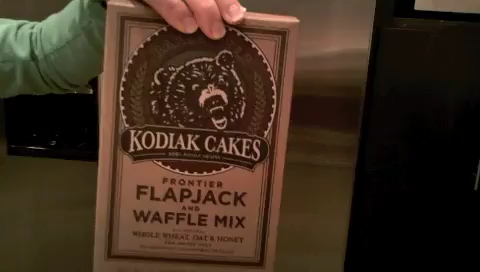 KODIAK CAKES
FRONTIER
FLAPJACK
AND
WAFFLE MIX
WHOLE WHEAT, OAT & HONEY